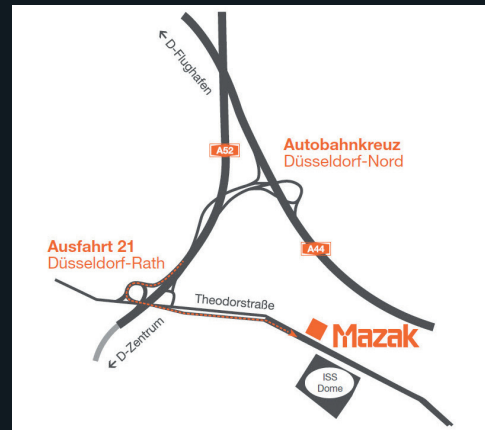 ← D-Flughafen
A52
Autobahnkreuz
Düsseldorf-Nord
Ausfahrt 21
Düsseldorf-Rath
A44
Theodorstraße
Mazak
← D-Zentrum
ISS
Dome